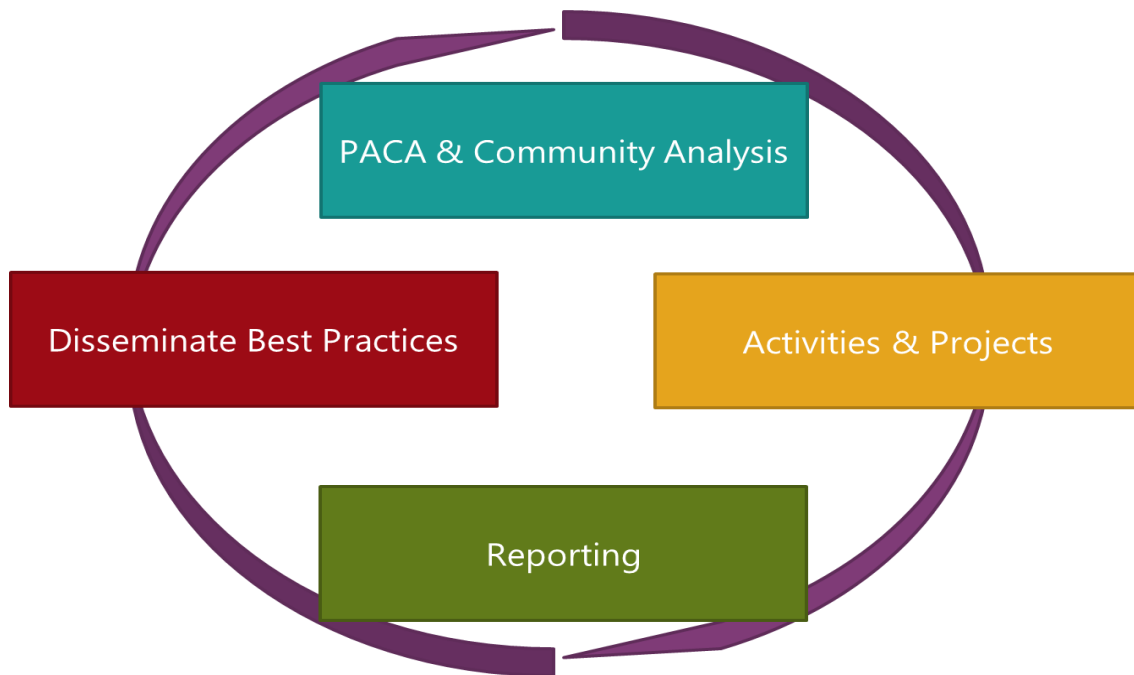 PACA & Community Analysis
Disseminate Best Practices
Activities & Projects
Reporting